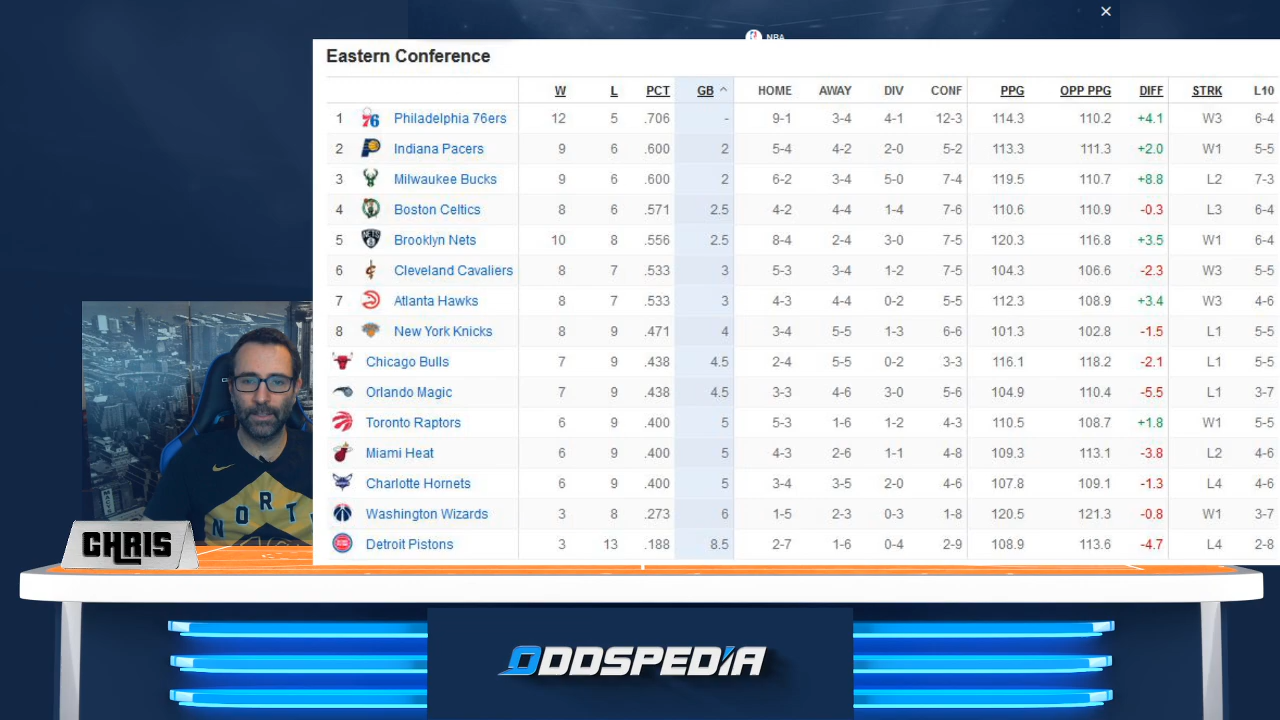 NBA
Eastern Conference
W L PCT GB HOME AWAY DIV CONF PPG OPP PPG DIFF STRK L10
1 Philadelphia 76ers 12 5 .706 - 9-1 3-4 4-1 12-3 114.3 110.2 +4.1 W3 6-4
2 Indiana Pacers 9 6 .600 2 5-4 4-2 2-0 5-2 113.3 111.3 +2.0 W1 5-5
3 Milwaukee Bucks 9 6 .600 2 6-2 3-4 5-0 7-4 119.5 110.7 +8.8 L2 7-3
4 Boston Celtics 8 6 .571 2.5 4-2 4-4 1-4 7-6 110.6 110.9 -0.3 L3 6-4
5 Brooklyn Nets 10 8 .556 2.5 8-4 2-4 3-0 7-5 120.3 116.8 +3.5 W1 6-4
6 Cleveland Cavaliers 8 7 .533 3 5-3 3-4 1-2 7-5 104.3 106.6 -2.3 W3 5-5
7 Atlanta Hawks 8 7 .533 3 4-3 4-4 0-2 5-5 112.3 108.9 +3.4 W3 4-6
8 New York Knicks 8 9 .471 4 3-4 5-5 1-3 6-6 101.3 102.8 -1.5 L1 5-5
Chicago Bulls 7 9 .438 4.5 2-4 5-5 0-2 3-3 116.1 118.2 -2.1 L1 5-5
Orlando Magic 7 9 .438 4.5 3-3 4-6 3-0 5-6 104.9 110.4 -5.5 L1 3-7
Toronto Raptors 6 9 .400 5 5-3 1-6 1-2 4-3 110.5 108.7 +1.8 W1 5-5
Miami Heat 6 9 .400 5 4-3 2-6 1-1 4-8 109.3 113.1 -3.8 L2 4-6
Charlotte Hornets 6 9 .400 5 3-4 3-5 2-0 4-6 107.8 109.1 -1.3 L4 4-6
Washington Wizards 3 8 .273 6 1-5 2-3 0-3 1-8 120.5 121.3 -0.8 W1 3-7
Detroit Pistons 3 13 .188 8.5 2-7 1-6 0-4 2-9 108.9 113.6 -4.7 L4 2-8
NORT
CHRIS
ODDSPEDIA